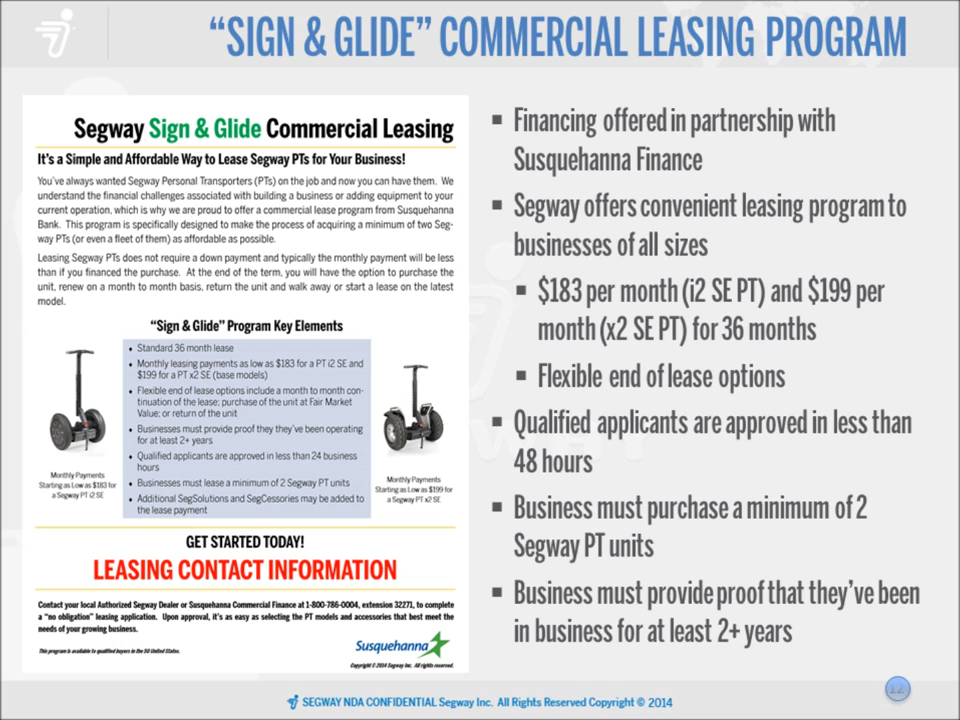 “SIGN & GLIDE” COMMERCIAL LEASING PROGRAM
Segway Sign & Glide Commercial Leasing
It’s a Simple and Affordable Way to Lease Segway PTs for Your Business!
You’ve always wanted Segway Personal Transporters (PTs) on the job and now you can have them. We
understand the financial challenges associated with building a business or adding equipment to your
current operation, which is why we are proud to offer a commercial lease program from Susquehanna
Bank. This program is specifically designed to make the process of acquiring a minimum of two Seg-
way PTs (or even a fleet of them) as affordable as possible.
Leasing Segway PTs does not require a down payment and typically the monthly payment will be less
than if you financed the purchase. At the end of the term, you will have the option to purchase the
unit, renew on a month to month basis, return the unit and walk away or start a lease on the latest
model.
“Sign & Glide” Program Key Elements
• Standard 36 month lease
• Monthly leasing payments as low as $183 for a PT i2 SE and
$199 for a PT x2 SE (base models)
• Flexible end of lease options include a month to month con-
tinuation of the lease; purchase of the unit at Fair Market
Value; or return of the unit
• Businesses must provide proof they they’ve been operating
for at least 2+ years
• Qualified applicants are approved in less than 24 business
hours
• Businesses must lease a minimum of 2 Segway PT units
• Additional SegSolutions and SegCessories may be added to
the lease payment
Monthly Payments
Starting as Low as $183 for
a Segway PT i2 SE
Monthly Payments
Starting as Low as $199 for
a Segway PT x2 SE
GET STARTED TODAY!
LEASING CONTACT INFORMATION
Contact your local Authorized Segway Dealer or Susquehanna Commercial Finance at 1-800-786-0004, extension 32271, to complete
a “no obligation” leasing application. Upon approval, it’s as easy as selecting the PT models and accessories that best meet the
needs of your growing business.
Susquehanna
This program is available to qualified buyers in the 50 United States.
Copyright © 2014 Segway Inc. All rights reserved.
▪ Financing offered in partnership with
Susquehanna Finance
▪ Segway offers convenient leasing program to
businesses of all sizes
▪ $183 per month (i2 SE PT) and $199 per
month (x2 SE PT) for 36 months
▪ Flexible end of lease options
▪ Qualified applicants are approved in less than
48 hours
▪ Business must purchase a minimum of 2
Segway PT units
▪ Business must provide proof that they’ve been
in business for at least 2+ years
SEGWAY NDA CONFIDENTIAL Segway Inc. All Rights Reserved Copyright © 2014
12